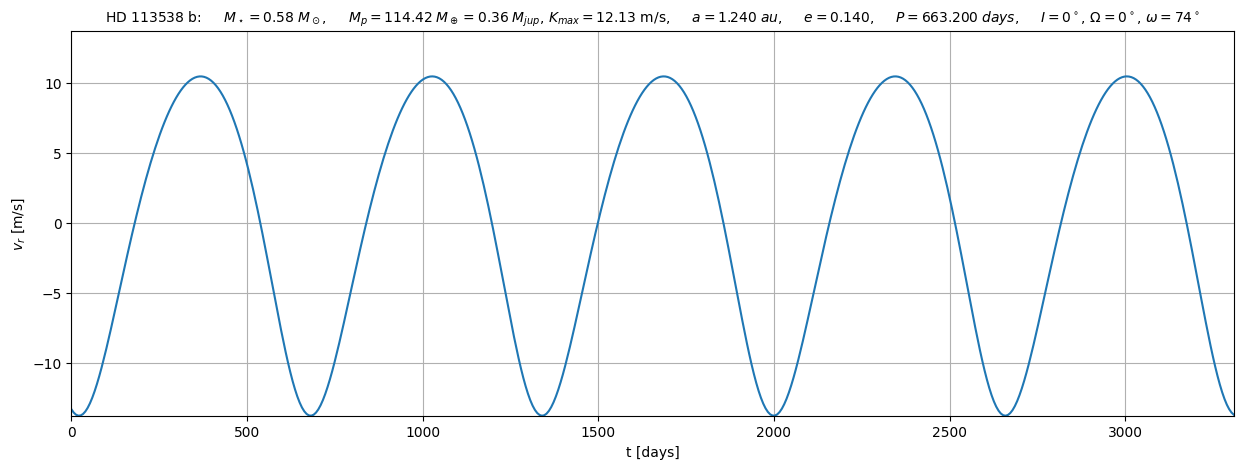 HD 113538 b: M⋆ = 0.58 M⊙, Mp = 114.42 M⊕ = 0.36 Mjup, Kmax = 12.13 m/s, a = 1.240 au, e = 0.140, P = 663.200 days, I = 0°, Ω = 0°, ω = 74°
10
5
0
−5
−10
vr [m/s]
0 500 1000 1500 2000 2500 3000
t [days]